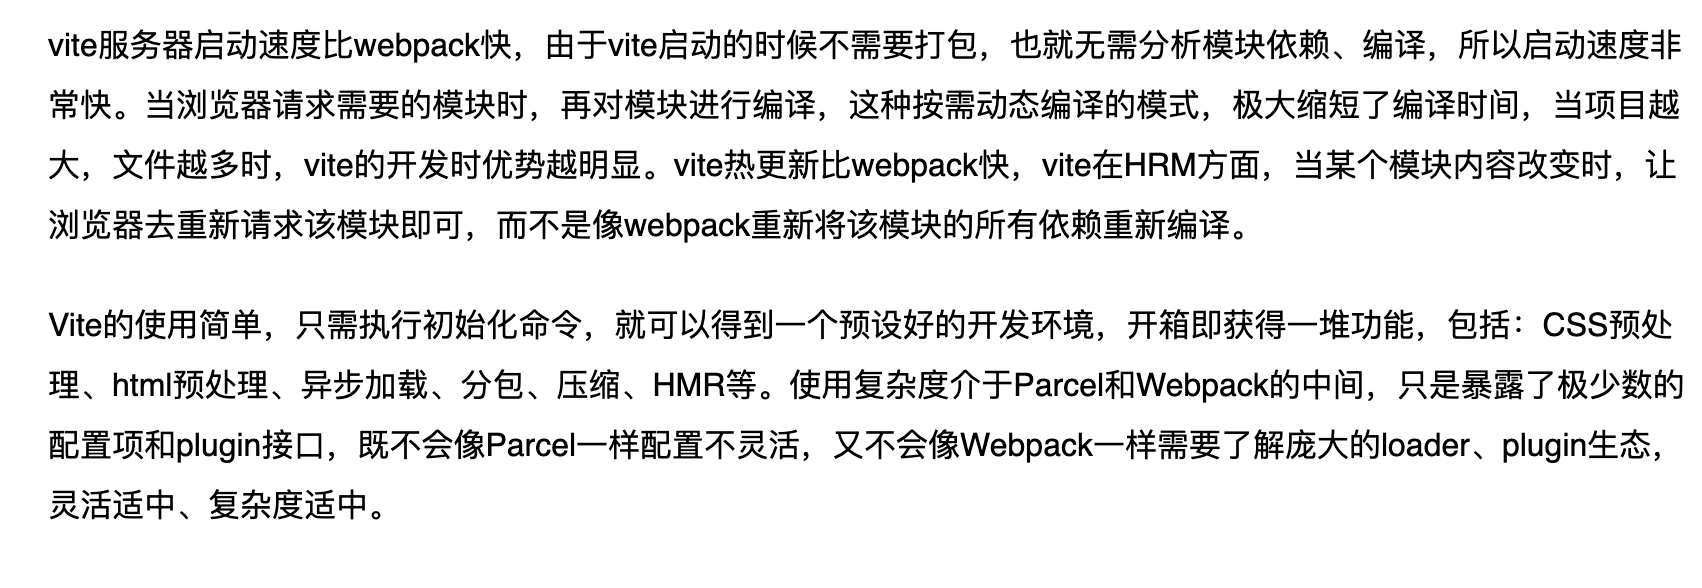 vite服务器启动速度比webpack快，由于vite启动的时候不需要打包，也就无需分析模块依赖、编译，所以启动速度非
常快。当浏览器请求需要的模块时，再对模块进行编译，这种按需动态编译的模式，极大缩短了编译时间，当项目越
大，文件越多时，vite的开发时优势越明显。vite热更新比webpack快，vite在HRM方面，当某个模块内容改变时，让
浏览器去重新请求该模块即可，而不是像webpack重新将该模块的所有依赖重新编译。
Vite的使用简单，只需执行初始化命令，就可以得到一个预设好的开发环境，开箱即获得一堆功能，包括：CSS预处
理、html预处理、异步加载、分包、压缩、HMR等。使用复杂度介于Parcel和Webpack的中间，只是暴露了极少数的
配置项和plugin接口，既不会像Parcel一样配置不灵活，又不会像Webpack一样需要了解庞大的loader、plugin生态，
灵活适中、复杂度适中。